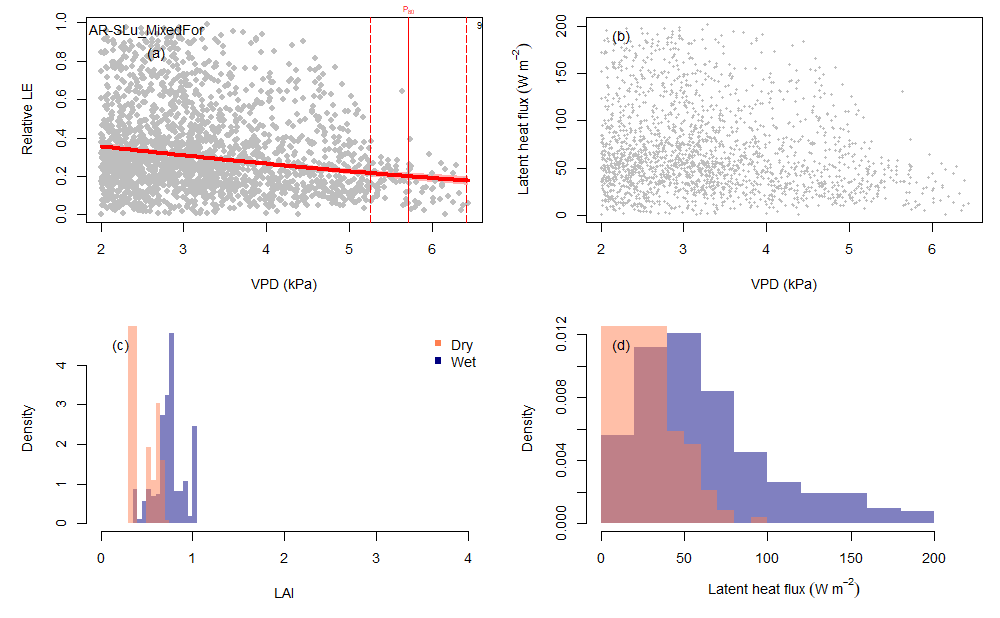 P80
AR-SLu_MixedFor
9
(a)
Relative LE
0.0 0.2 0.4 0.6 0.8 1.0
2 3 4 5 6
VPD (kPa)
(b)
Latent heat flux (W m−2)
0 50 100 150 200
2 3 4 5 6
VPD (kPa)
(c)
Dry
Wet
Density
0 1 2 3 4
0 1 2 3 4
LAI
(d)
Density
0.000 0.004 0.008 0.012
0 50 100 150 200
Latent heat flux (W m−2)